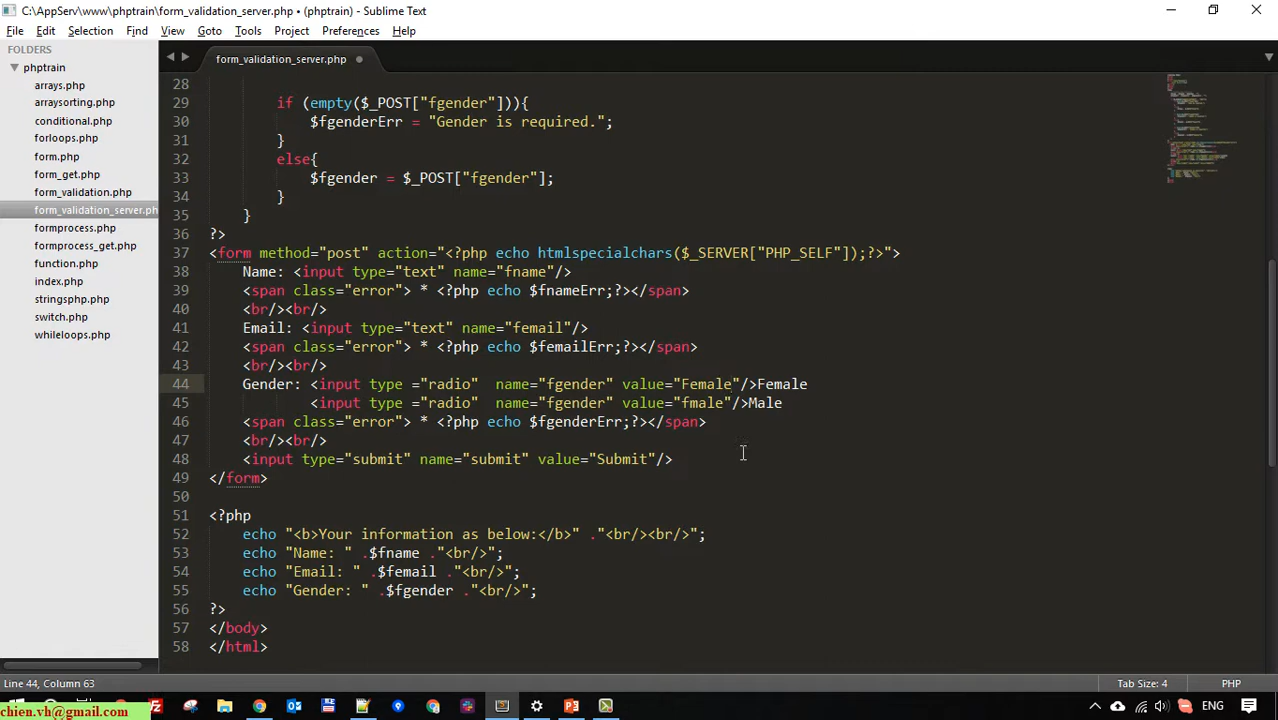 C:\AppServ\www\phptrain\form_validation_server.php • (phptrain) - Sublime Text
File Edit Selection Find View Goto Tools Project Preferences Help
FOLDERS
phptrain
arrays.php
arraysorting.php
conditional.php
forloops.php
form.php
form_get.php
form_validation.php
form_validation_server.ph
formprocess.php
formprocess_get.php
function.php
index.php
stringsphp.php
switch.php
whileloops.php
form_validation_server.php
28
29 if (empty($_POST["fgender"])){
30 $fgenderErr = "Gender is required.";
31 }
32 else{
33 $fgender = $_POST["fgender"];
34 }
35 }
36 ?>
37 <form method="post" action="<?php echo htmlspecialchars($_SERVER["PHP_SELF"]);?>">
38 Name: <input type="text" name="fname"/>
39 <span class="error"> * <?php echo $fnameErr;?></span>
40 <br/><br/>
41 Email: <input type="text" name="femail"/>
42 <span class="error"> * <?php echo $femailErr;?></span>
43 <br/><br/>
44 Gender: <input type ="radio"  name="fgender" value="Female"/>Female
45 <input type ="radio"  name="fgender" value="fmale"/>Male
46 <span class="error"> * <?php echo $fgenderErr;?></span>
47 <br/><br/>
48 <input type="submit" name="submit" value="Submit"/>
49 </form>
50
51 <?php
52 echo "<b>Your information as below:</b>" ."<br/><br/>";
53 echo "Name: " .$fname ."<br/>";
54 echo "Email: " .$femail ."<br/>";
55 echo "Gender: " .$fgender ."<br/>";
56 ?>
57 </body>
58 </html>
Line 44, Column 63 Tab Size: 4 PHP
chien.vh@gmail.com ENG